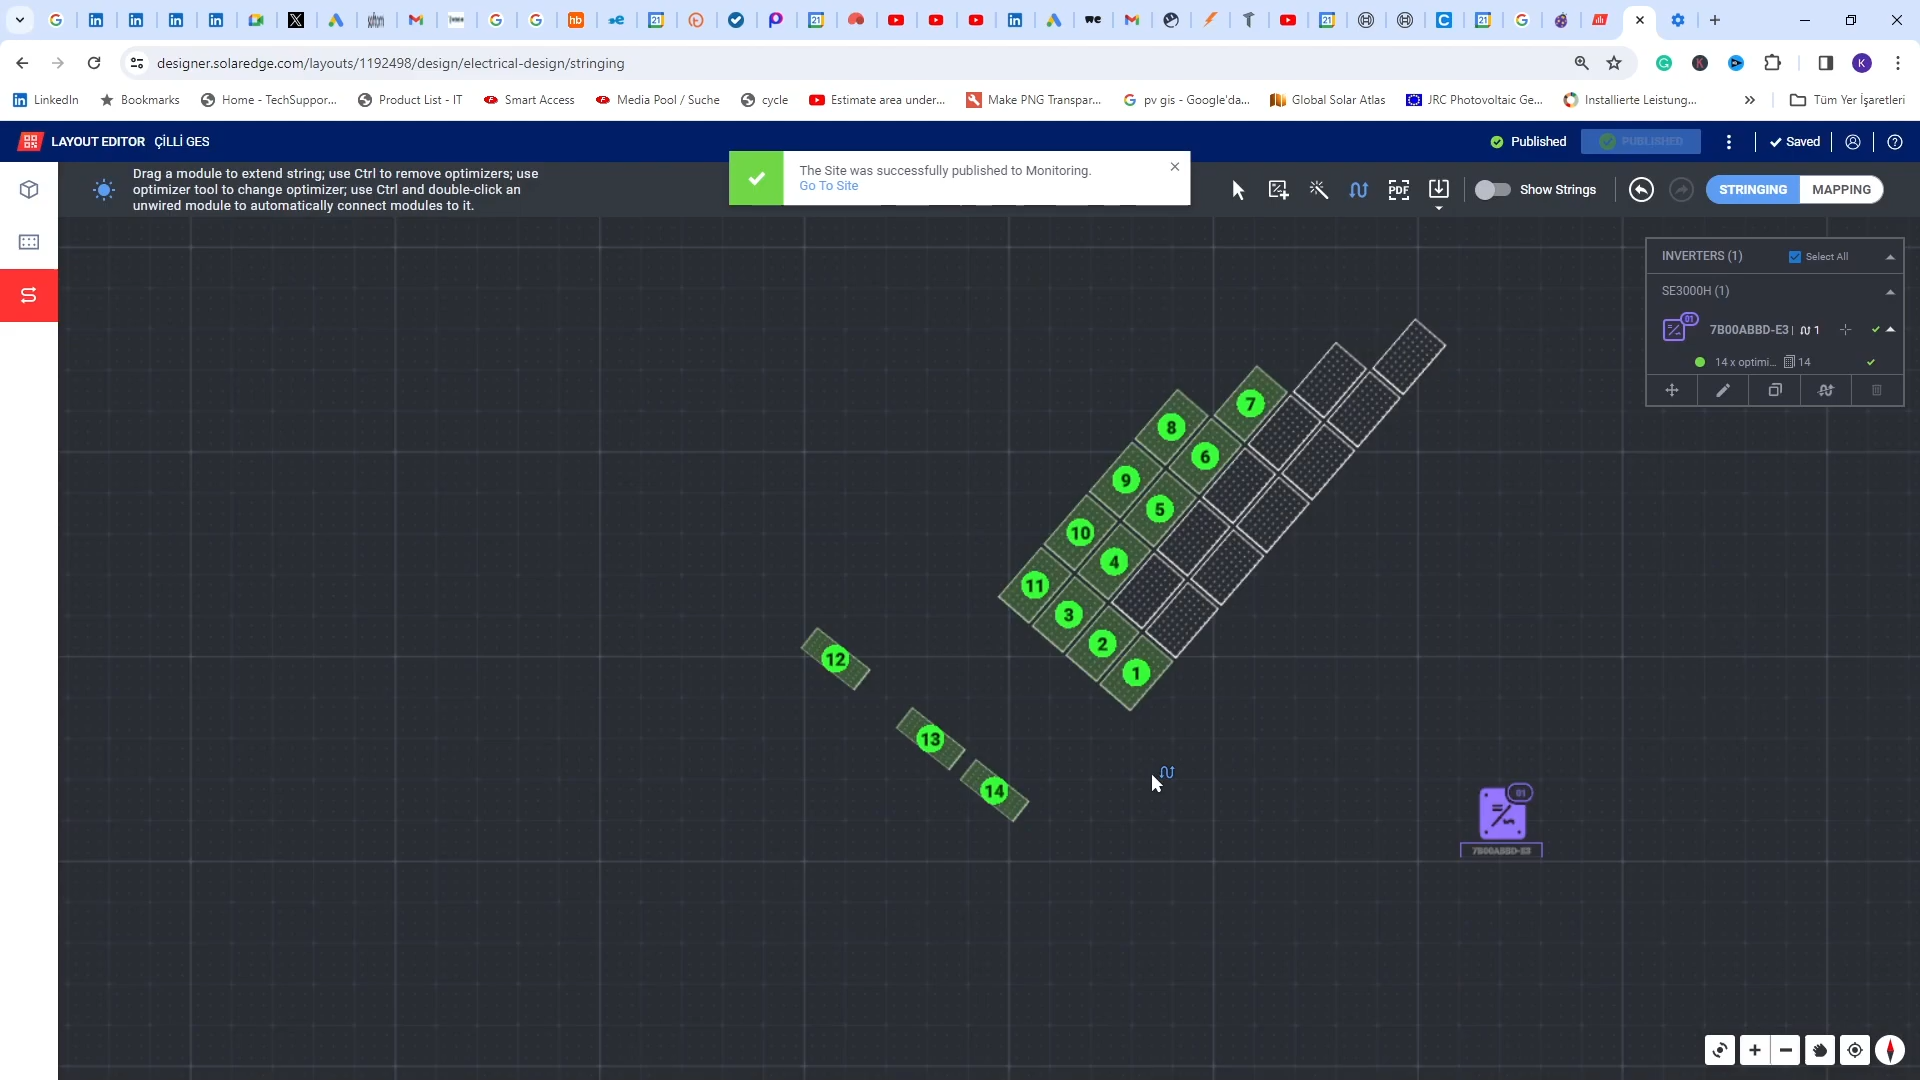 designer.solaredge.com/layouts/1192498/design/electrical-design/stringing
LinkedIn
Bookmarks
Home - TechSuppor...
Product List - IT
Smart Access
Media Pool / Suche
cycle
Estimate area under...
Make PNG Transpar...
pv gis - Google'da...
Global Solar Atlas
JRC Photovoltaic Ge...
Installierte Leistung...
Tüm Yer İşaretleri
LAYOUT EDITOR ÇİLLİ GES
Published
PUBLISHED
Saved
Drag a module to extend string; use Ctrl to remove optimizers; use
optimizer tool to change optimizer; use Ctrl and double-click an
unwired module to automatically connect modules to it.
The Site was successfully published to Monitoring.
Go To Site
PDF
Show Strings
STRINGING
MAPPING
INVERTERS (1)
Select All
SE3000H (1)
01
7B00ABBD-E3 | 1
14 x optimi... 14
7
8
6
9
5
10
4
11
3
2
1
12
13
14
01
7B00ABBD-E3